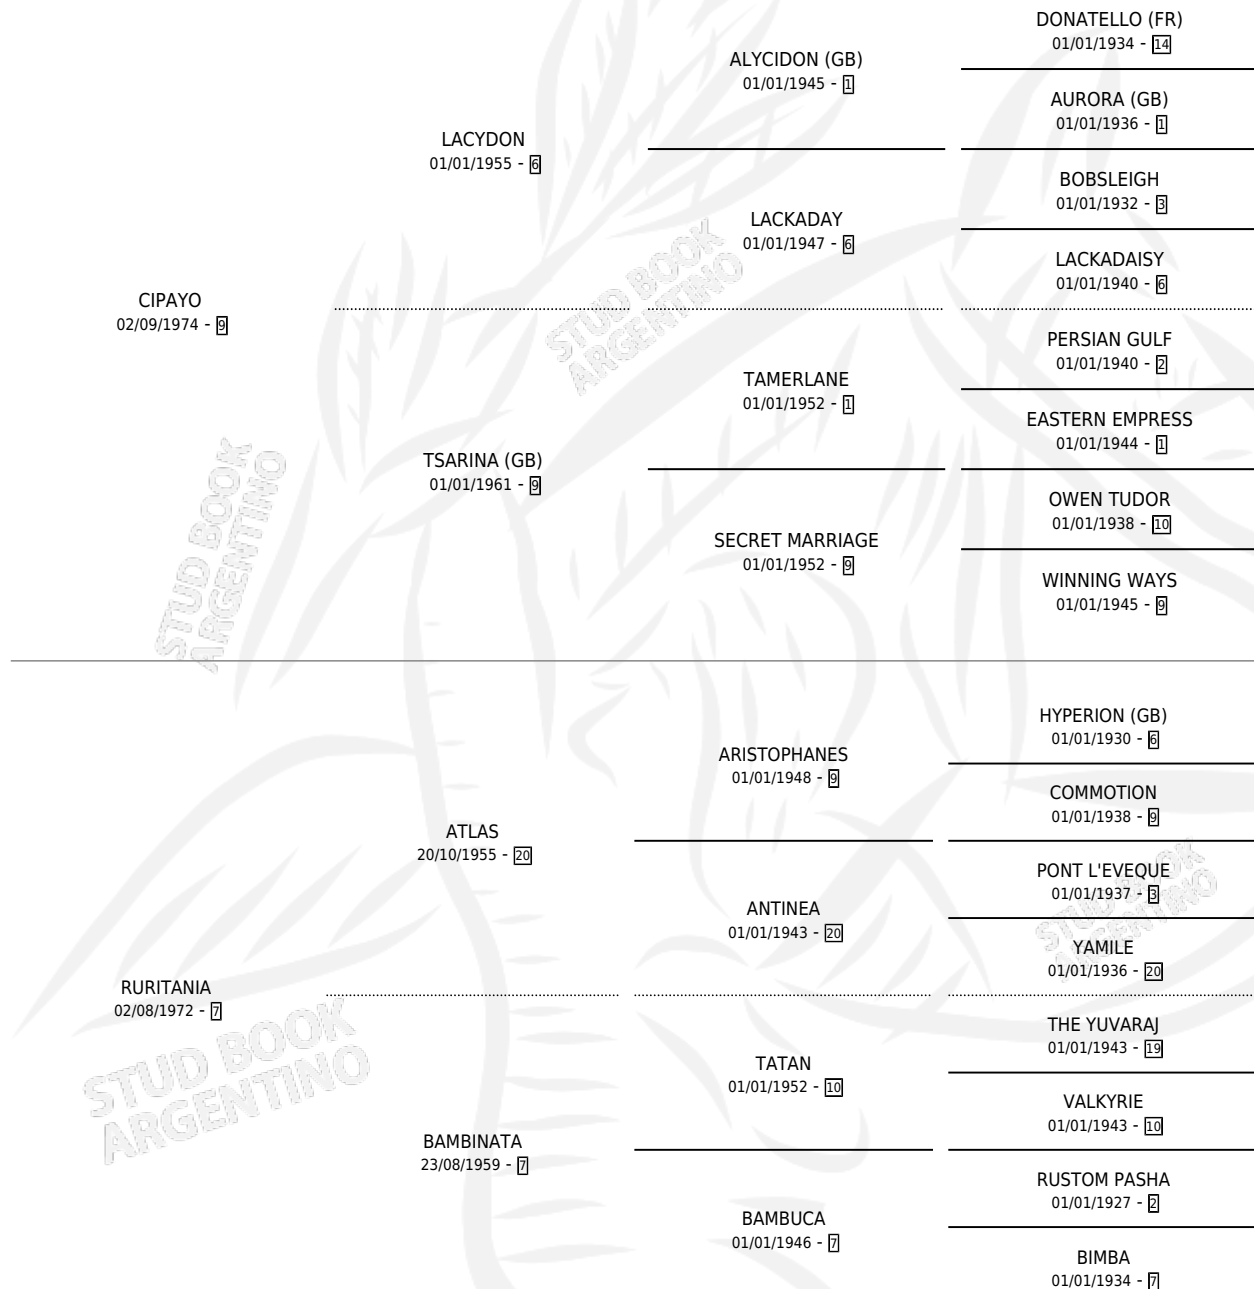 DONATELLO (FR)
01/01/1934 - 14
ALYCIDON (GB)
01/01/1945 - 1
AURORA (GB)
01/01/1936 - 1
LACYDON
01/01/1955 - 6
BOBSLEIGH
01/01/1932 - 3
LACKADAY
01/01/1947 - 6
LACKADAISY
01/01/1940 - 6
CIPAYO
02/09/1974 - 9
PERSIAN GULF
01/01/1940 - 2
TAMERLANE
01/01/1952 - 1
EASTERN EMPRESS
01/01/1944 - 1
TSARINA (GB)
01/01/1961 - 9
OWEN TUDOR
01/01/1938 - 10
SECRET MARRIAGE
01/01/1952 - 9
WINNING WAYS
01/01/1945 - 9
HYPERION (GB)
01/01/1930 - 6
ARISTOPHANES
01/01/1948 - 9
COMMOTION
01/01/1938 - 9
ATLAS
20/10/1955 - 20
PONT L'EVEQUE
01/01/1937 - 3
ANTINEA
01/01/1943 - 20
YAMILE
01/01/1936 - 20
RURITANIA
02/08/1972 - 7
THE YUVARAJ
01/01/1943 - 19
TATAN
01/01/1952 - 10
VALKYRIE
01/01/1943 - 10
BAMBINATA
23/08/1959 - 7
RUSTOM PASHA
01/01/1927 - 2
BAMBUCA
01/01/1946 - 7
BIMBA
01/01/1934 - 7
STUD BOOK
ARGENTINO
STUD BOOK
ARGENTINO
STUD BOOK
ARGENTINO
STUD BOOK
ARGENTINO